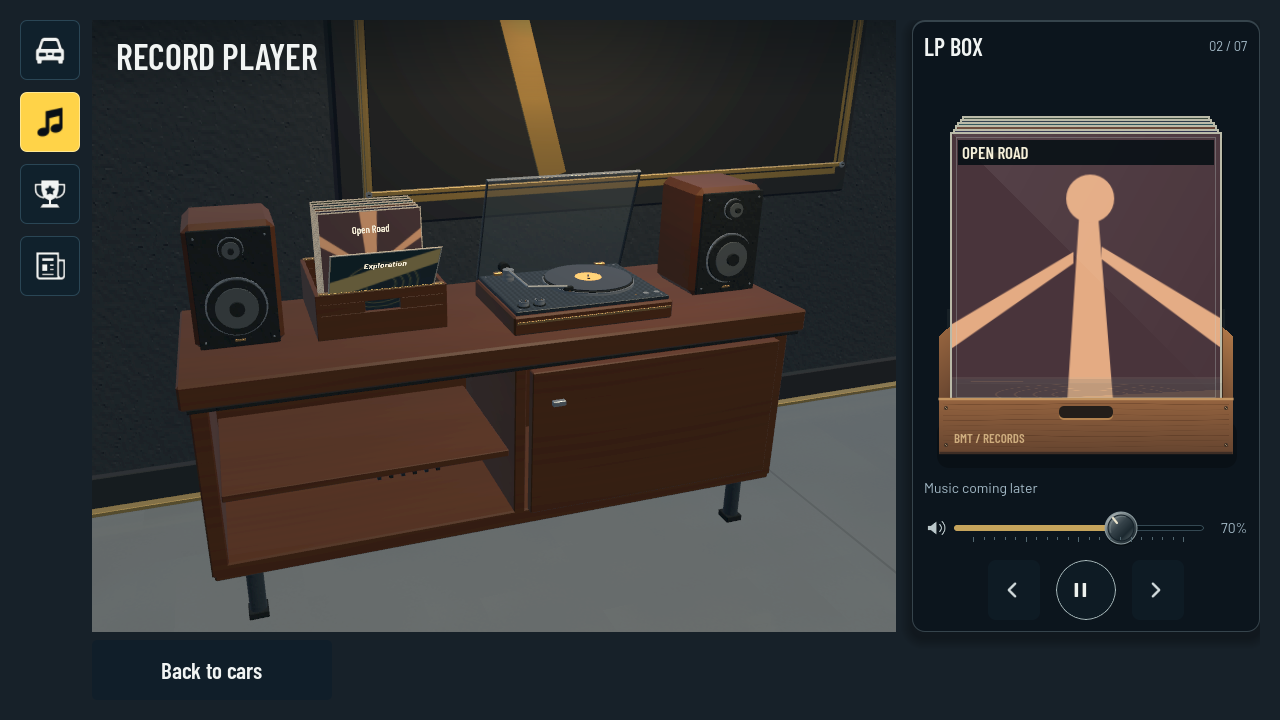 RECORD PLAYER
Open Road
Exploration
LP BOX
02 / 07
OPEN ROAD
BMT / RECORDS
Music coming later
70%
Back to cars